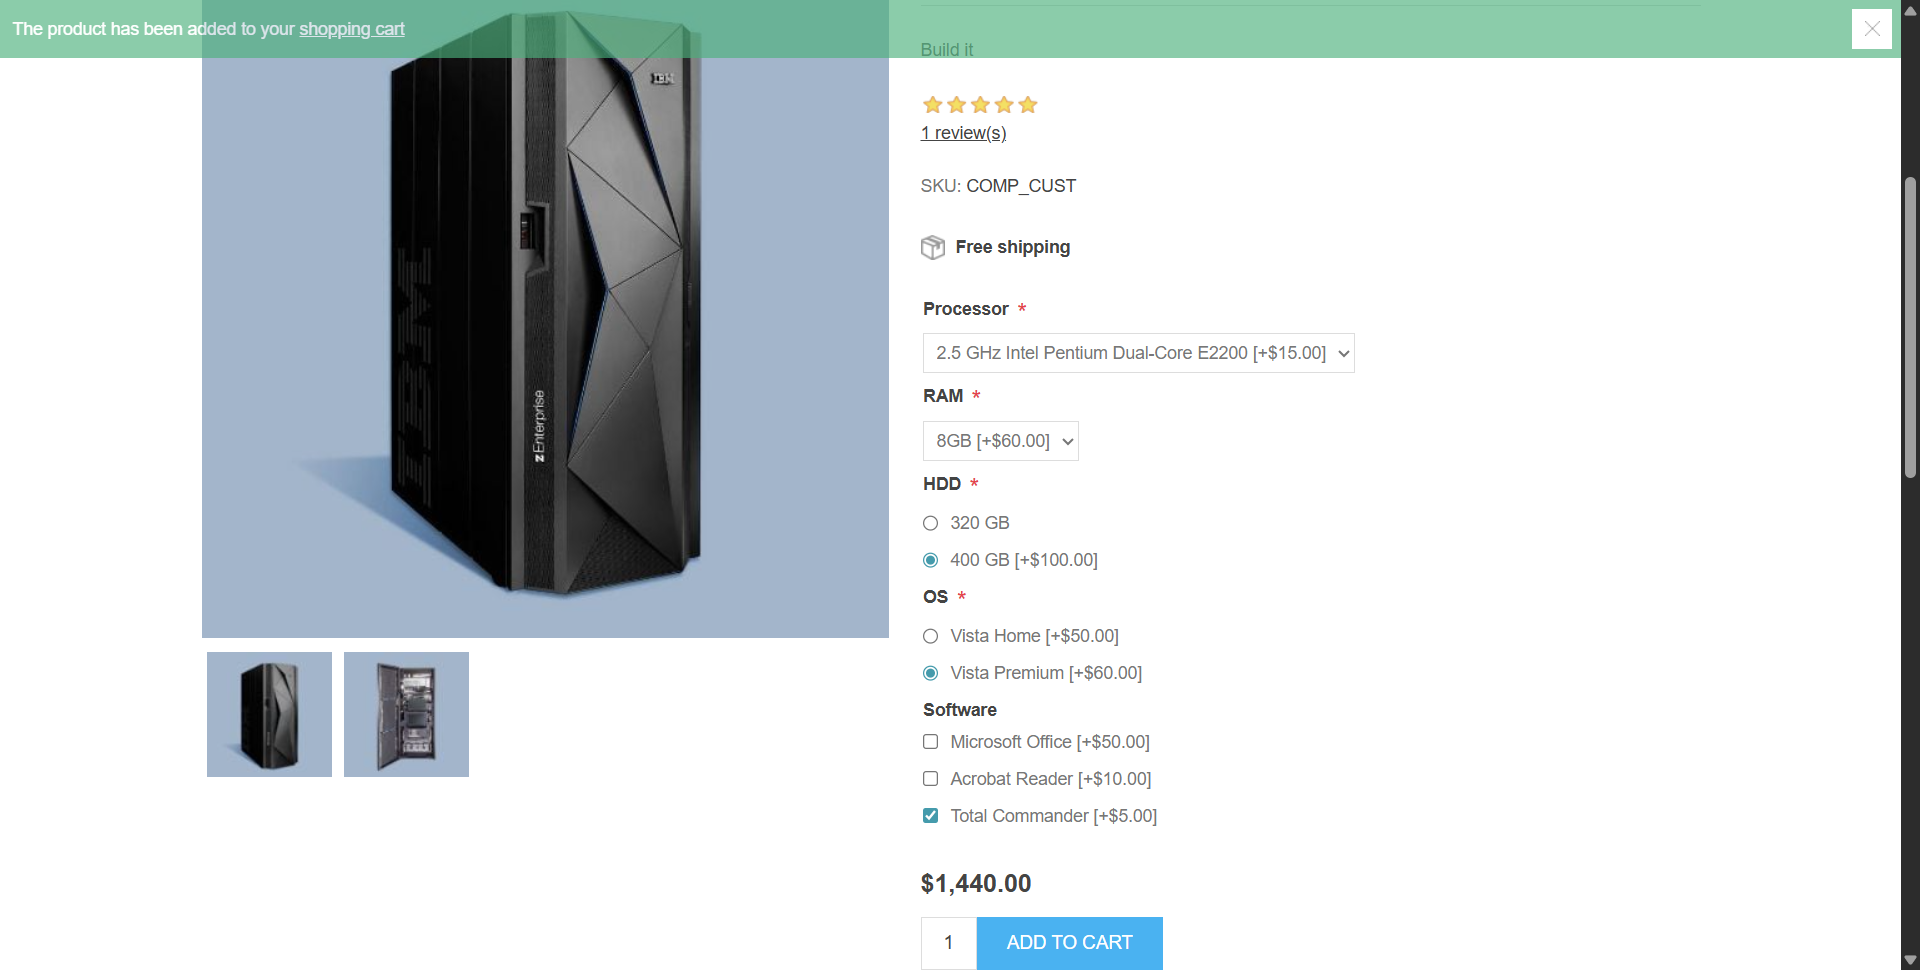 The product has been added to your shopping cart
Build it
1 review(s)
SKU: COMP_CUST
Free shipping
Processor *
2.5 GHz Intel Pentium Dual-Core E2200 [+$15.00]
RAM *
8GB [+$60.00]
HDD *
320 GB
400 GB [+$100.00]
OS *
Vista Home [+$50.00]
Vista Premium [+$60.00]
Software
Microsoft Office [+$50.00]
Acrobat Reader [+$10.00]
Total Commander [+$5.00]
$1,440.00
1 ADD TO CART
IBM
IBM
zEnterprise